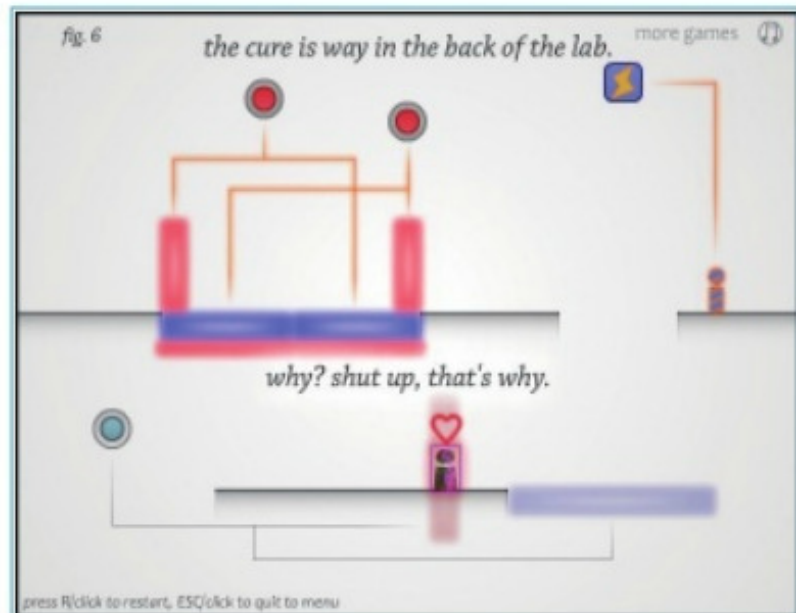 fig. 6
the cure is way in the back of the lab.
more games
why? shut up, that's why.
press R/click to restart, ESC/click to quit to menu